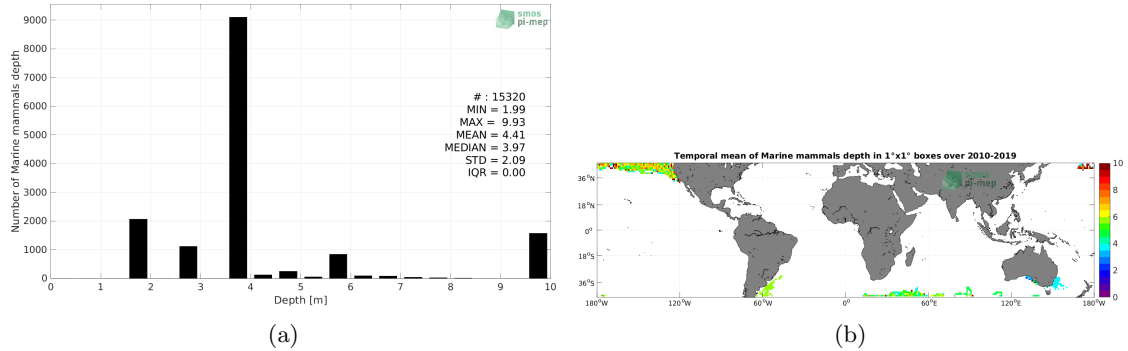 smos
pi-mep
9000
8000
7000
6000
5000
4000
3000
2000
1000
0
Number of Marine mammals depth
# : 15320
MIN = 1.99
MAX = 9.93
MEAN = 4.41
MEDIAN = 3.97
STD = 2.09
IQR = 0.00
0 1 2 3 4 5 6 7 8 9 10
Depth [m]
(a)
Temporal mean of Marine mammals depth in 1°x1° boxes over 2010-2019
smos
pi-mep
36°N
18°N
0°
18°S
36°S
180°W 120°W 60°W 0° 60°E 120°E 180°W
10
8
6
4
2
0
(b)